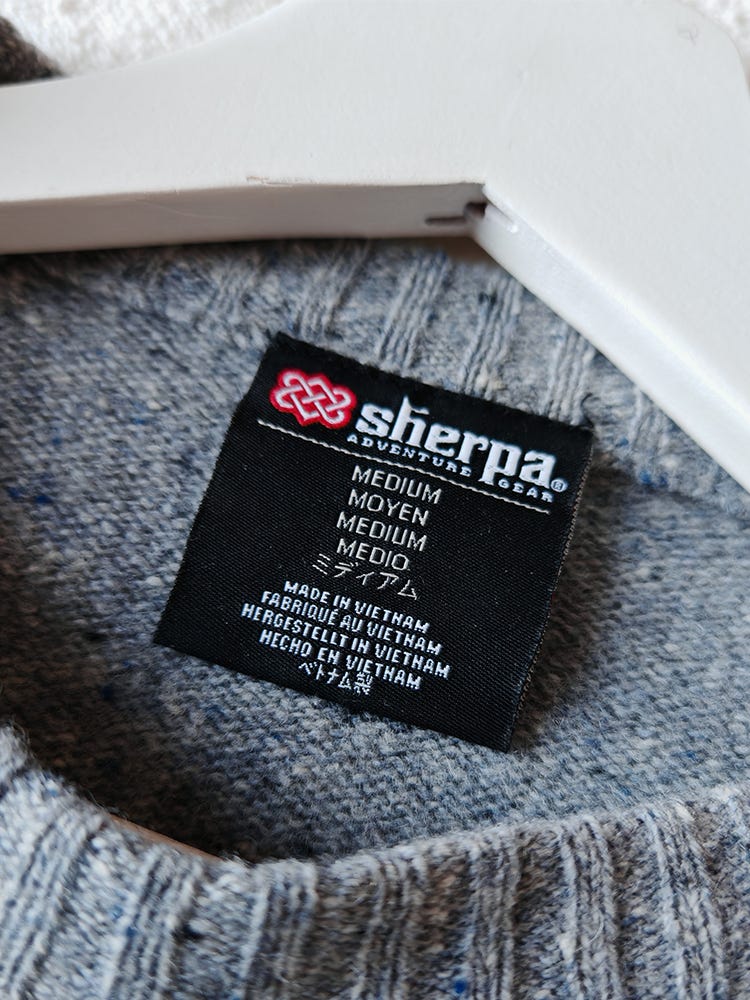 sherpa®
ADVENTURE GEAR
MEDIUM
MOYEN
MEDIUM
MEDIO
ミディアム
MADE IN VIETNAM
FABRIQUÉ AU VIETNAM
HERGESTELLT IN VIETNAM
HECHO EN VIETNAM
ベトナム製